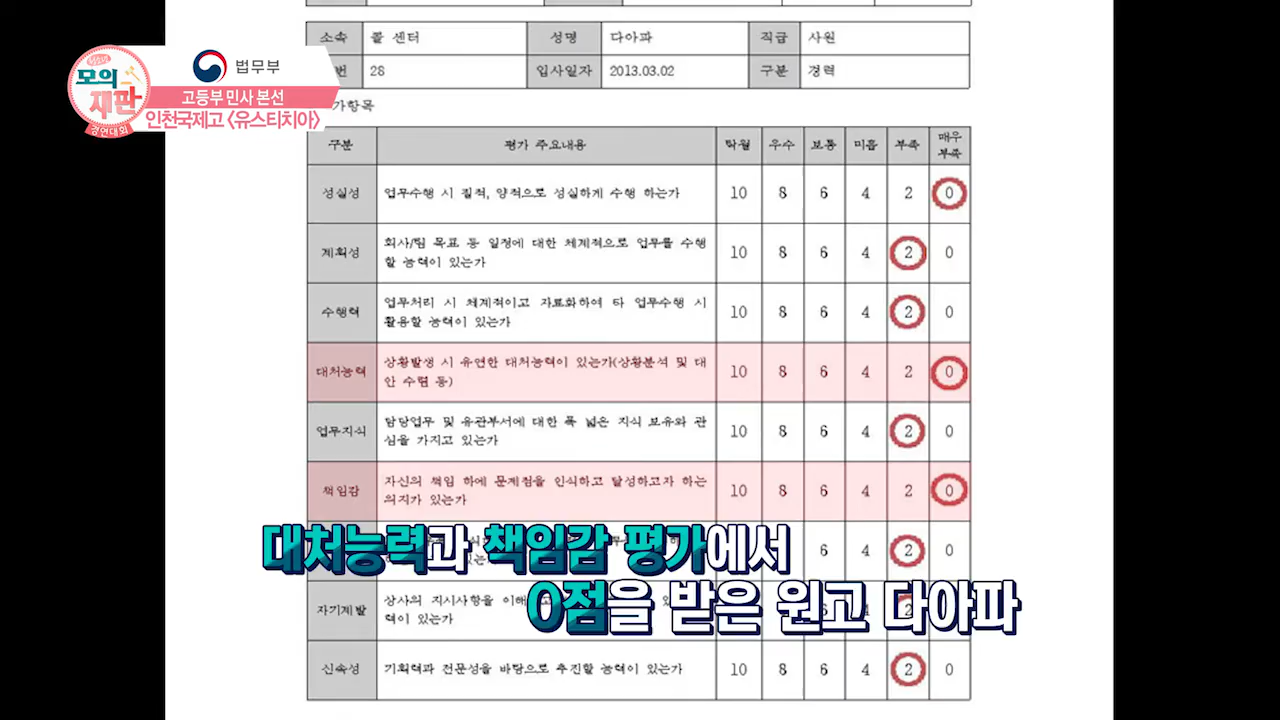 소속 콜 센터 성명 다아파 직급 사원
번 28 입사일자 2013.03.02 구분 경력
가항목
모의
재판
경연대회
법무부
고등부 민사 본선
인천국제고 <유스티치아>
구분 평가 주요내용 탁월 우수 보통 미흡 부족 매우
부족
성실성 업무수행 시 질적, 양적으로 성실하게 수행 하는가 10 8 6 4 2 0
계획성 회사/팀 목표 등 일정에 대한 체계적으로 업무를 수행
할 능력이 있는가 10 8 6 4 2 0
수행력 업무처리 시 체계적이고 자료화하여 타 업무수행 시
활용할 능력이 있는가 10 8 6 4 2 0
대처능력 상황발생 시 유연한 대처능력이 있는가(상황분석 및 대
안 수렴 등) 10 8 6 4 2 0
업무지식 담당업무 및 유관부서에 대한 폭 넓은 지식 보유와 관
심을 가지고 있는가 10 8 6 4 2 0
책임감 자신의 책임 하에 문제점을 인식하고 달성하고자 하는
의지가 있는가 10 8 6 4 2 0
6 4 2 0
대처능력과 책임감 평가에서
0점을 받은 원고 다아파
자기계발 상사의 지시사항을 이해
력이 있는가 4 2 0
신속성 기획력과 전문성을 바탕으로 추진할 능력이 있는가 10 8 6 4 2 0